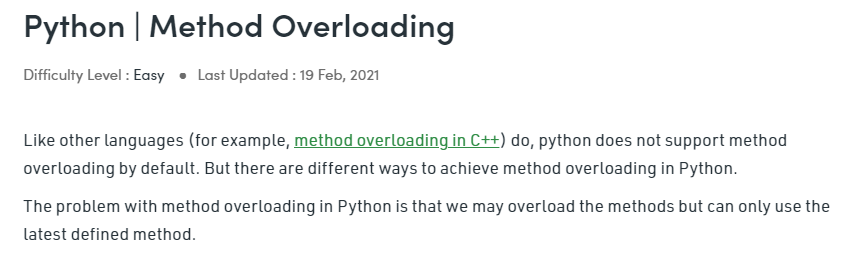 Python | Method Overloading
Difficulty Level : Easy ● Last Updated : 19 Feb, 2021
Like other languages (for example, method overloading in C++) do, python does not support method
overloading by default. But there are different ways to achieve method overloading in Python.
The problem with method overloading in Python is that we may overload the methods but can only use the
latest defined method.